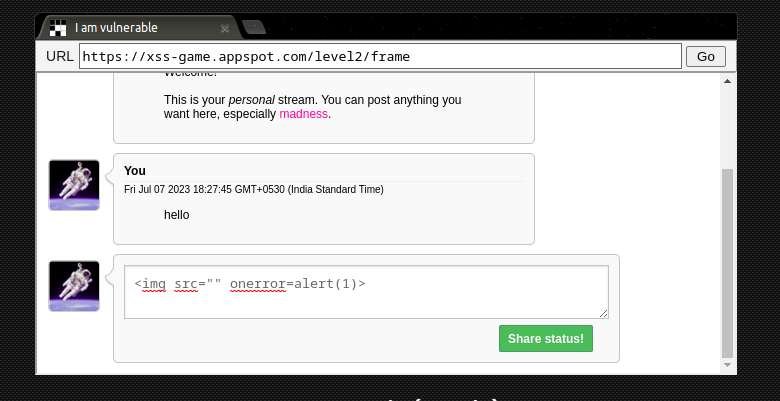 I am vulnerable
URL https://xss-game.appspot.com/level2/frame Go
Welcome!
This is your personal stream. You can post anything you
want here, especially madness.
You
Fri Jul 07 2023 18:27:45 GMT+0530 (India Standard Time)
hello
<img src="" onerror=alert(1)>
Share status!